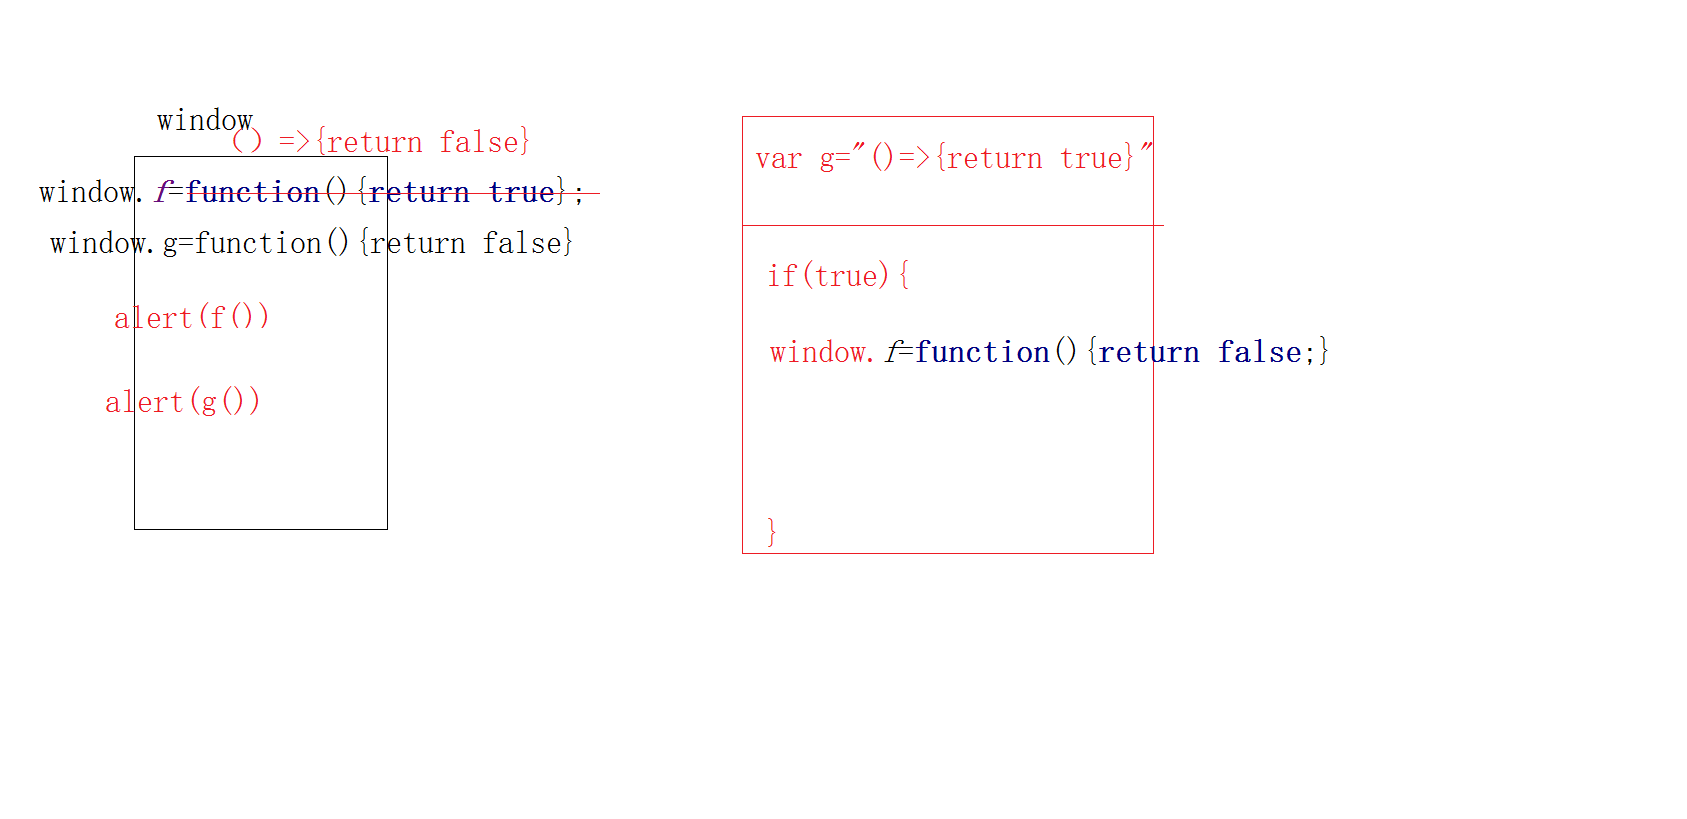 window
() =>{return false}
window.f=function(){return true};
window.g=function(){return false}
alert(f())
alert(g())
var g="()=>{return true}"
if(true){
window.f=function(){return false;}
}